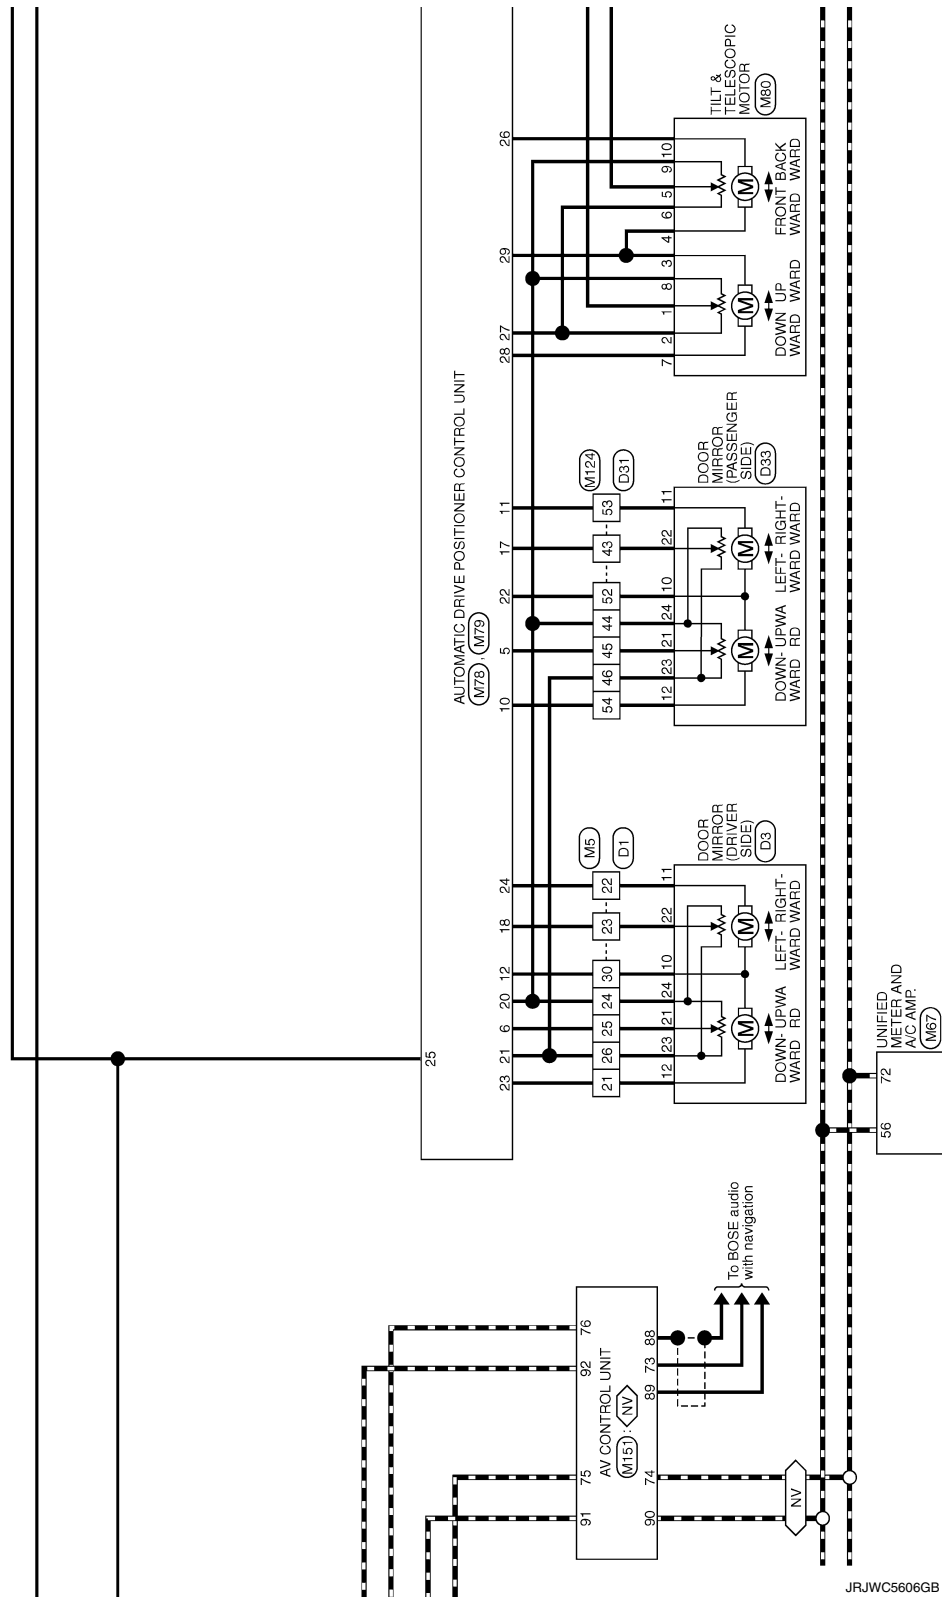 AUTOMATIC DRIVE POSITIONER CONTROL UNIT
M78 , M79
25
23
21
6
20
12
18
24
10
5
22
17
11
28
27
29
26
M5
D1
21
26
25
24
30
23
22
12
23
21
24
10
22
11
DOOR
MIRROR
(DRIVER
SIDE)
D3
M
M
DOWN- UPWA
WARD RD
LEFT- RIGHT-
WARD WARD
M124
D31
54
46
45
44
52
43
53
12
23
21
24
10
22
11
DOOR
MIRROR
(PASSENGER
SIDE)
D33
M
M
DOWN- UPWA
WARD RD
LEFT- RIGHT-
WARD WARD
7
2
1
8
3
4
6
5
9
10
TILT &
TELESCOPIC
MOTOR
M80
M
M
DOWN UP
WARD WARD
FRONT BACK
WARD WARD
91
75
92
76
AV CONTROL UNIT
M151 : NV
90
74
89
73
88
To BOSE audio
with navigation
NV
56
72
UNIFIED
METER AND
A/C AMP.
M67
JRJWC5606GB